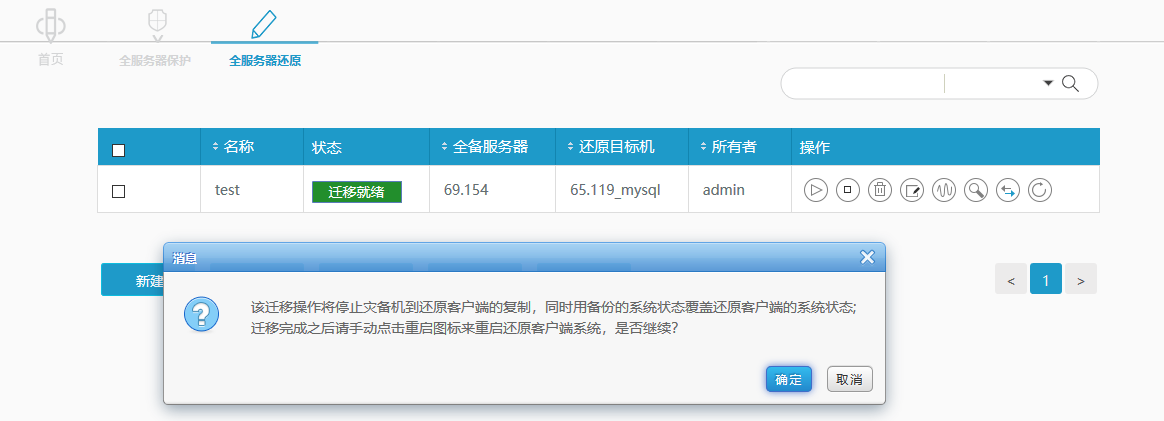 首页
全服务器保护
全服务器还原
名称 状态 全备服务器 还原目标机 所有者 操作
test 迁移就绪 69.154 65.119_mysql admin
消息
新建
< 1 >
该迁移操作将停止灾备机到还原客户端的复制，同时用备份的系统状态覆盖还原客户端的系统状态;
迁移完成之后请手动点击重启图标来重启还原客户端系统，是否继续？
确定 取消